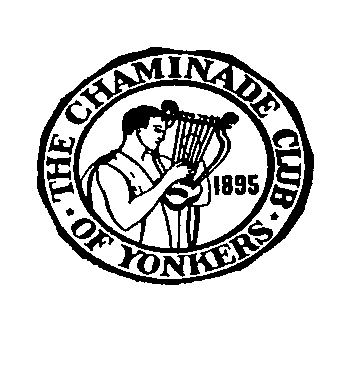 THE CHAMINADE CLUB
· OF YONKERS ·
1895